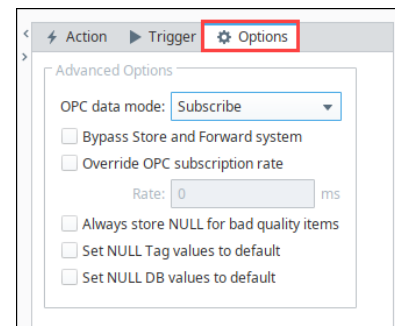 Action Trigger Options
Advanced Options
OPC data mode: Subscribe
Bypass Store and Forward system
Override OPC subscription rate
Rate: 0 ms
Always store NULL for bad quality items
Set NULL Tag values to default
Set NULL DB values to default